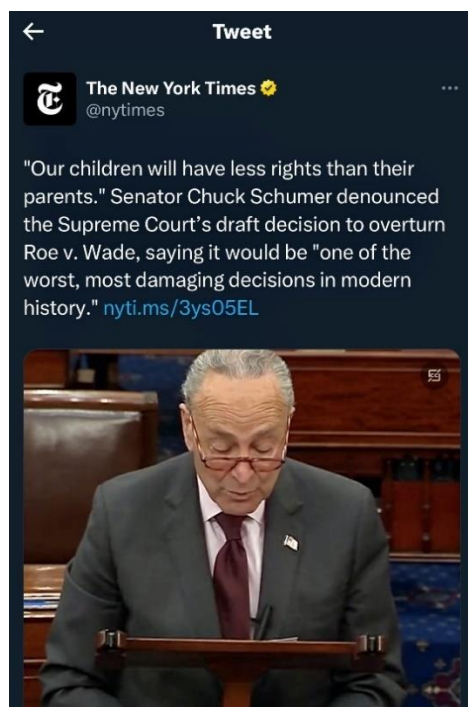 Tweet
The New York Times
@nytimes
"Our children will have less rights than their
parents." Senator Chuck Schumer denounced
the Supreme Court’s draft decision to overturn
Roe v. Wade, saying it would be "one of the
worst, most damaging decisions in modern
history." nyti.ms/3ys05EL